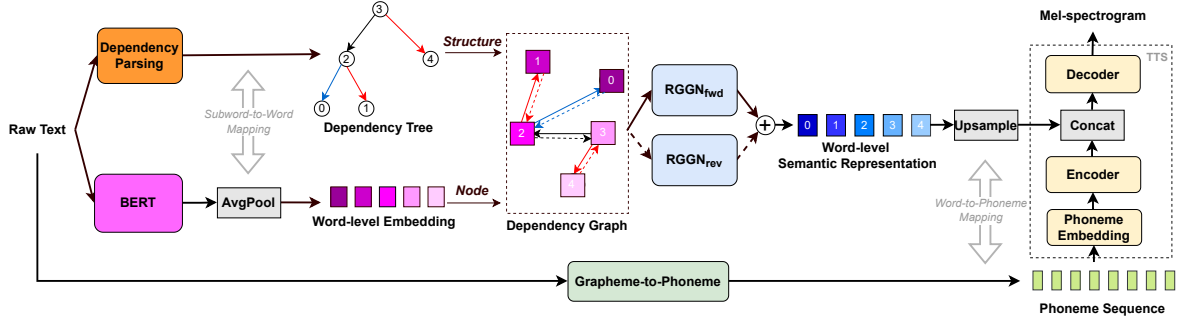 Mel-spectrogram
TTS
Dependency
Parsing
3
2
4
0
1
Structure
Dependency Tree
1
0
2
3
4
RGGNfwd
Decoder
Subword-to-Word
Mapping
Raw Text
RGGNrev
0 1 2 3 4
Word-level
Semantic Representation
Upsample
Concat
BERT
AvgPool
Word-level Embedding
Node
Dependency Graph
Encoder
Word-to-Phoneme
Mapping
Phoneme
Embedding
Grapheme-to-Phoneme
Phoneme Sequence